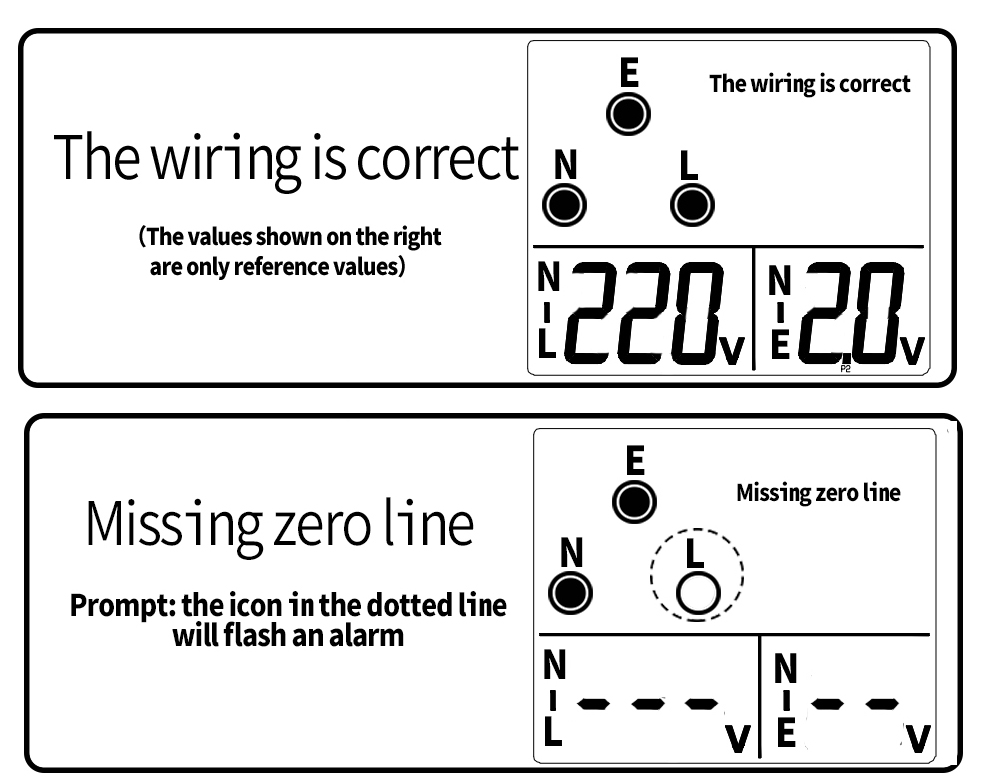 The wiring is correct
(The values shown on the right
are only reference values)
E
The wiring is correct
N L
N
I
L
220 V
N
I
E
2.0 V
P2
Missing zero line
Prompt: the icon in the dotted line
will flash an alarm
E
Missing zero line
N L
N
I
L
- - - V
N
I
E
- - V